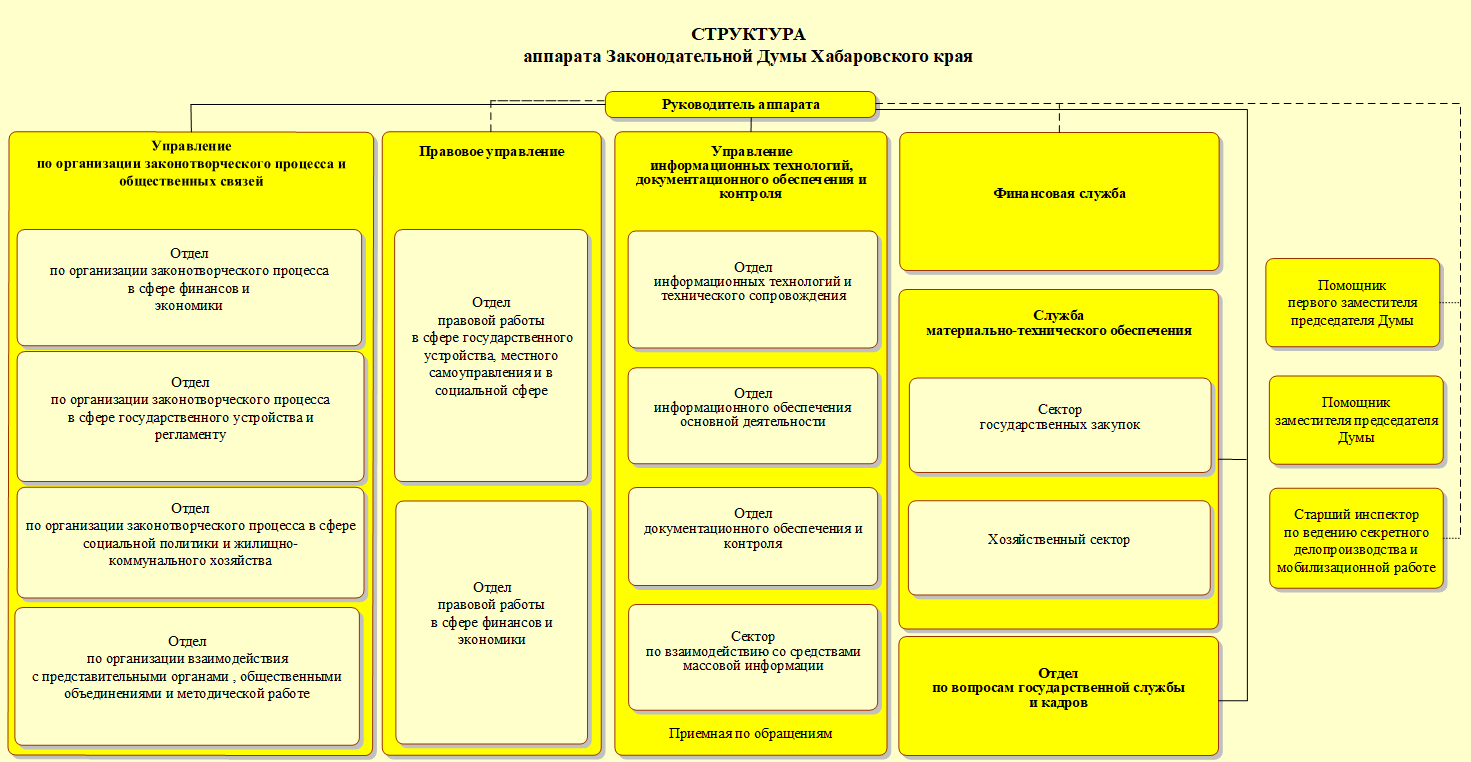 СТРУКТУРА
аппарата Законодательной Думы Хабаровского края
Руководитель аппарата
Управление
по организации законотворческого процесса и
общественных связей
Отдел
по организации законотворческого процесса
в сфере финансов и
экономики
Отдел
по организации законотворческого процесса
в сфере государственного устройства и
регламенту
Отдел
по организации законотворческого процесса в сфере
социальной политики и жилищно-
коммунального хозяйства
Отдел
по организации взаимодействия
с представительными органами , общественными
объединениями и методической работе
Правовое управление
Отдел
правовой работы
в сфере государственного
устройства, местного
самоуправления и в
социальной сфере
Отдел
правовой работы
в сфере финансов и
экономики
Управление
информационных технологий,
документационного обеспечения и
контроля
Отдел
информационных технологий и
технического сопровождения
Отдел
информационного обеспечения
основной деятельности
Отдел
документационного обеспечения и
контроля
Сектор
по взаимодействию со средствами
массовой информации
Приемная по обращениям
Финансовая служба
Служба
материально-технического обеспечения
Сектор
государственных закупок
Хозяйственный сектор
Отдел
по вопросам государственной службы
и кадров
Помощник
первого заместителя
председателя Думы
Помощник
заместителя председателя
Думы
Старший инспектор
по ведению секретного
делопроизводства и
мобилизационной работе